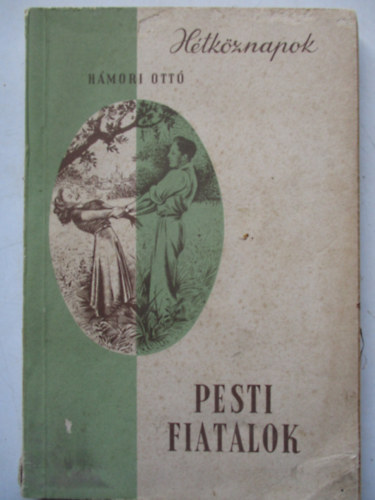 Hétköznapok
HÁMORI OTTÓ
PESTI
FIATALOK